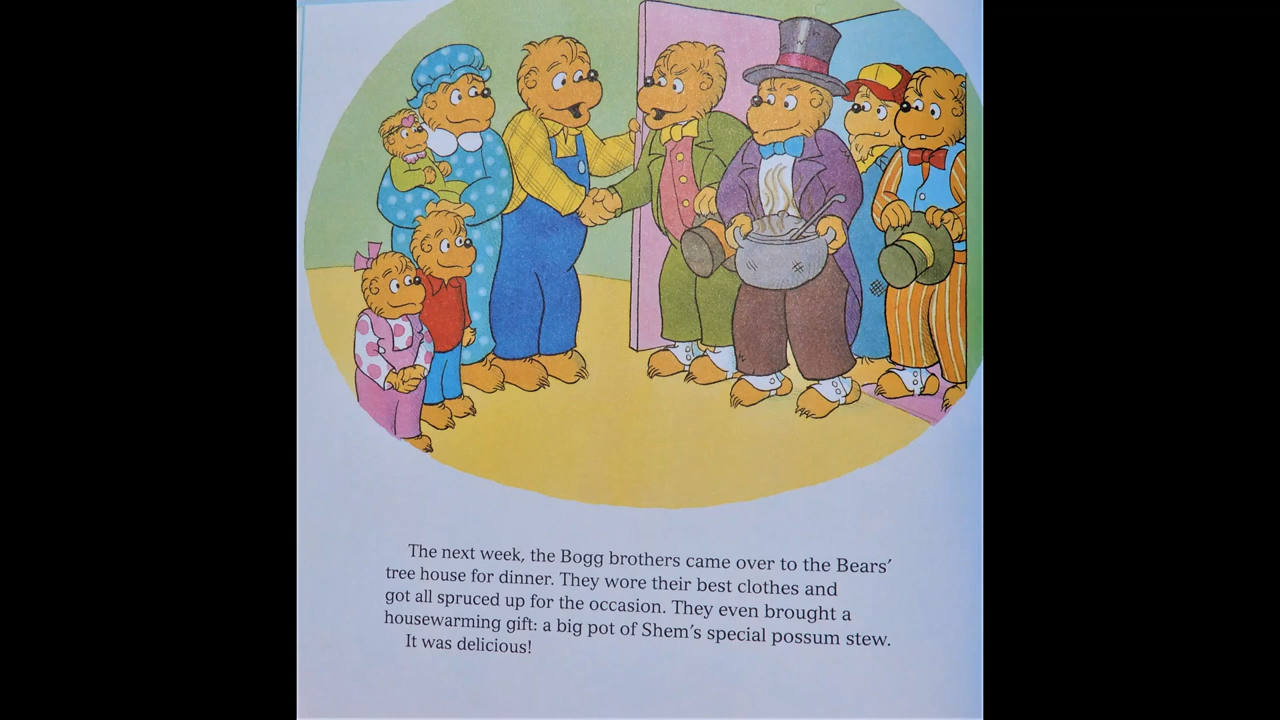 The next week, the Bogg brothers came over to the Bears'
tree house for dinner. They wore their best clothes and
got all spruced up for the occasion. They even brought a
housewarming gift: a big pot of Shem's special possum stew.
It was delicious!